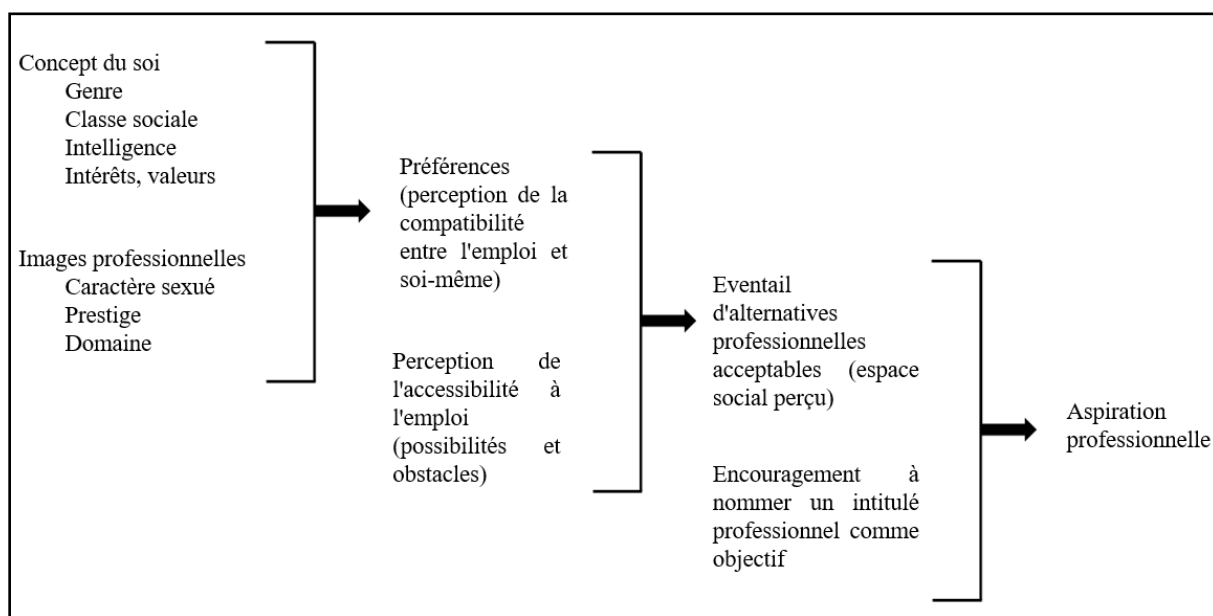 Concept du soi
Genre
Classe sociale
Intelligence
Intérêts, valeurs
Images professionnelles
Caractère sexué
Prestige
Domaine
Préférences
(perception de la
compatibilité
entre l'emploi et
soi-même)
Perception de
l'accessibilité à
l'emploi
(possibilités et
obstacles)
Eventail
d'alternatives
professionnelles
acceptables (espace
social perçu)
Encouragement à
nommer un intitulé
professionnel comme
objectif
Aspiration
professionnelle